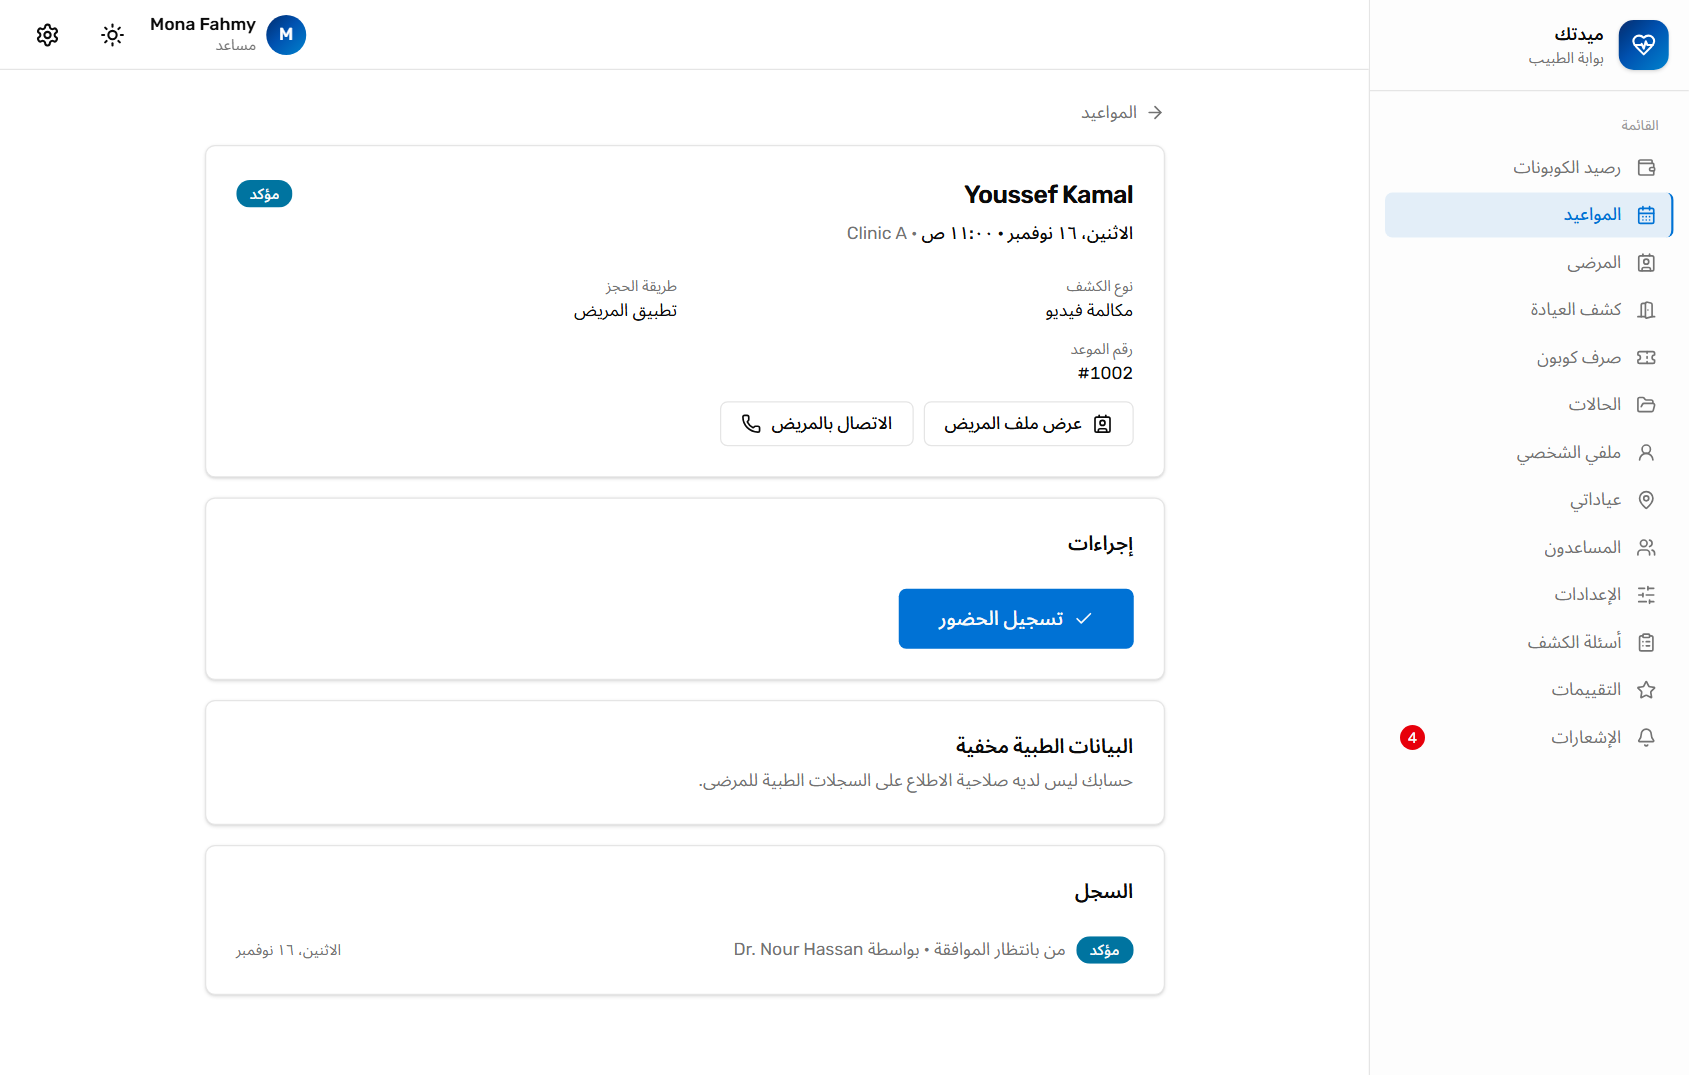 ميدتك
بوابة الطبيب
القائمة
رصيد الكوبونات
المواعيد
المرضى
كشف العيادة
صرف كوبون
الحالات
ملفي الشخصي
عياداتي
المساعدون
الإعدادات
أسئلة الكشف
التقييمات
الإشعارات
4
M
Mona Fahmy
مساعد
المواعيد
Youssef Kamal
مؤكد
الاثنين، ١٦ نوفمبر • ١١:٠٠ ص • Clinic A
نوع الكشف
مكالمة فيديو
طريقة الحجز
تطبيق المريض
رقم الموعد
#1002
عرض ملف المريض
الاتصال بالمريض
إجراءات
تسجيل الحضور
البيانات الطبية مخفية
حسابك ليس لديه صلاحية الاطلاع على السجلات الطبية للمرضى.
السجل
مؤكد من بانتظار الموافقة • بواسطة Dr. Nour Hassan
الاثنين، ١٦ نوفمبر